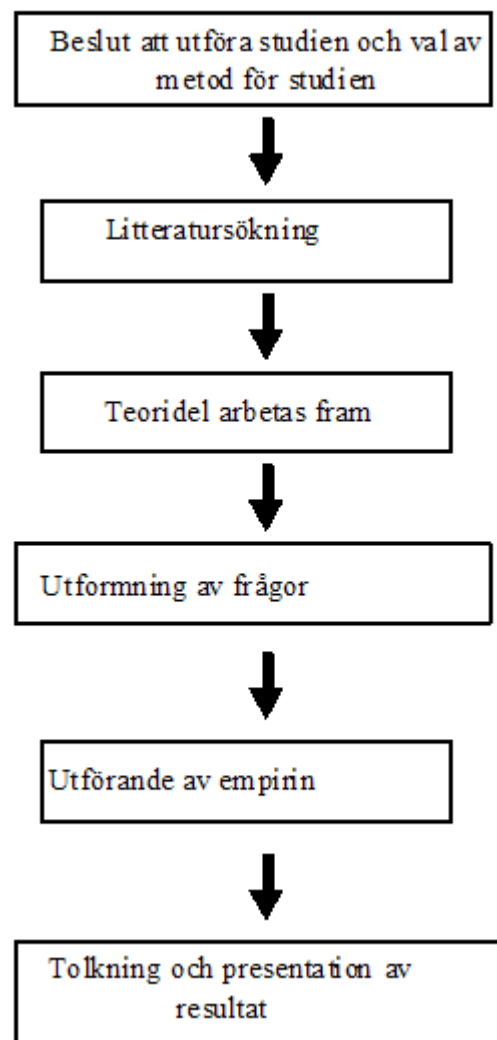 Beslut att utföra studien och val av
metod för studien
Litteratursökning
Teoridel arbetas fram
Utformning av frågor
Utförande av empirin
Tolkning och presentation av
resultat